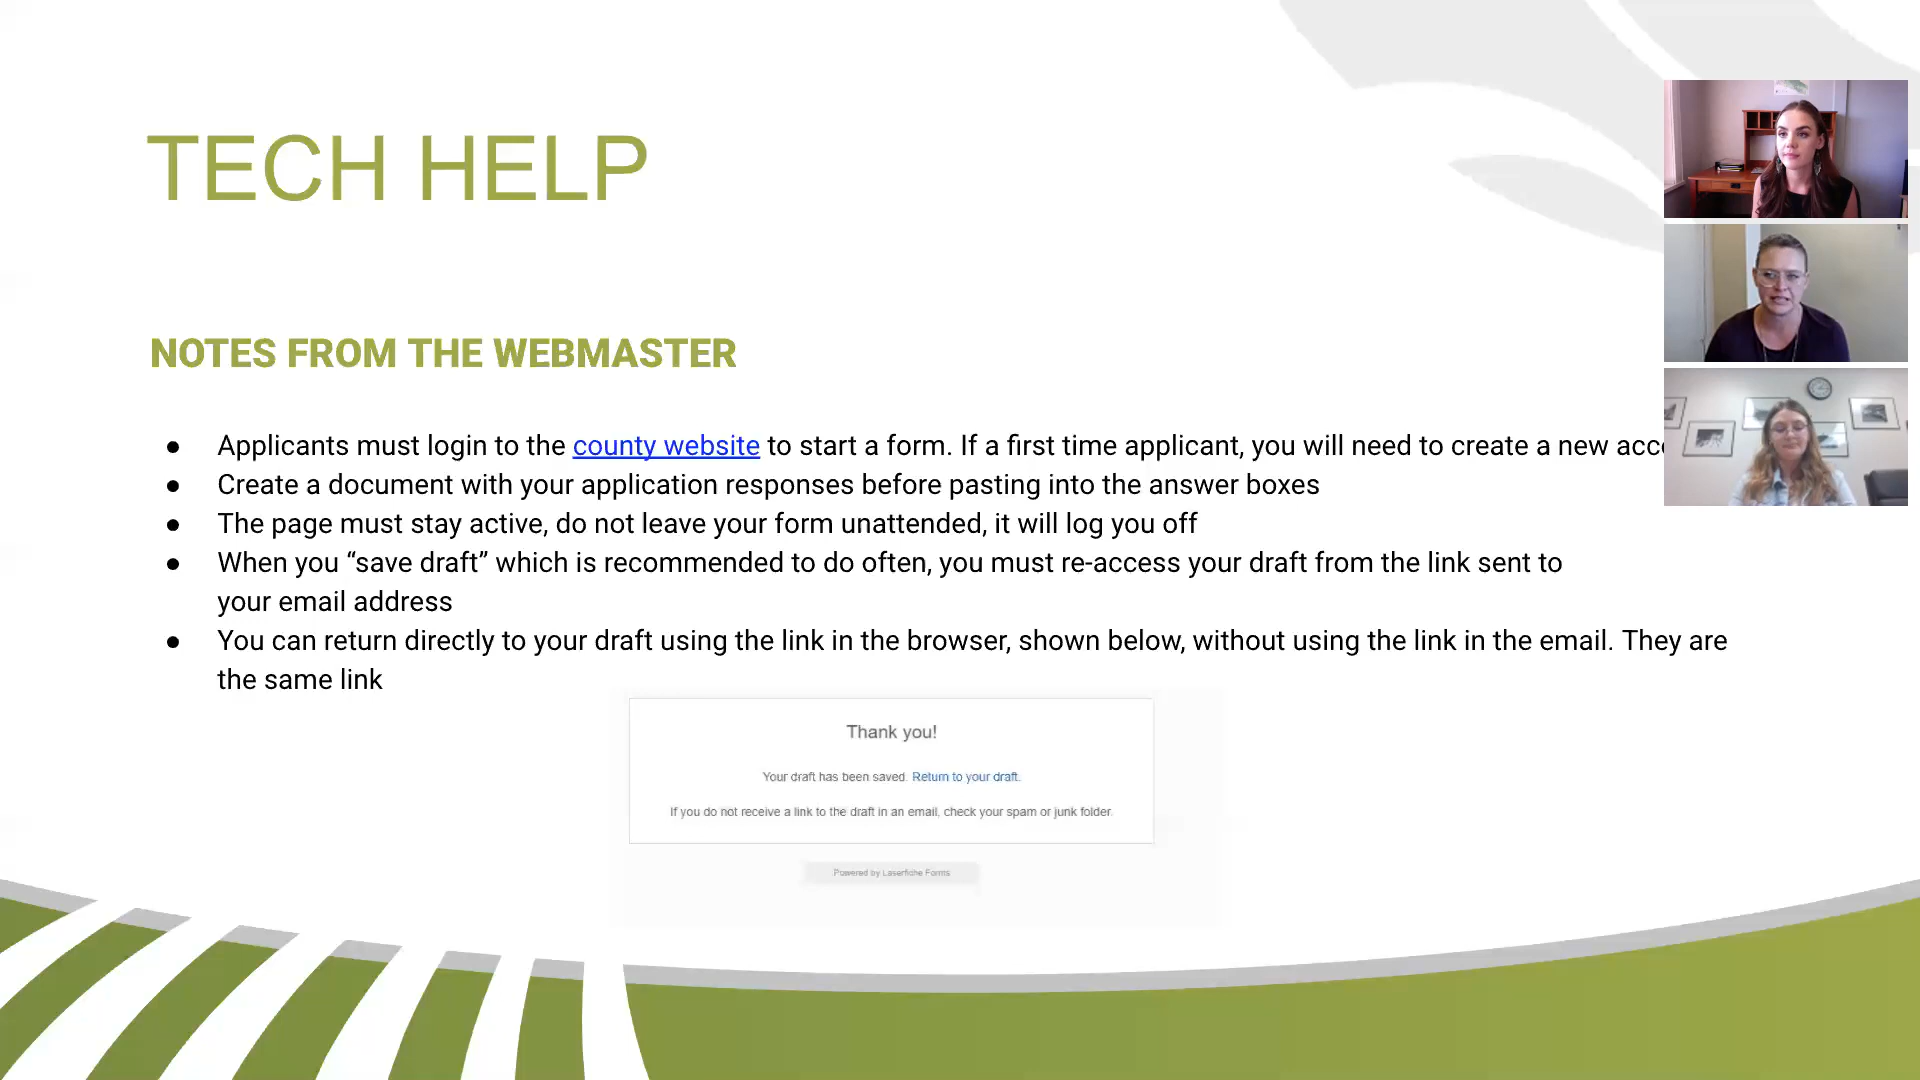 TECH HELP
NOTES FROM THE WEBMASTER
● Applicants must login to the county website to start a form. If a first time applicant, you will need to create a new
● Create a document with your application responses before pasting into the answer boxes
● The page must stay active, do not leave your form unattended, it will log you off
● When you “save draft” which is recommended to do often, you must re-access your draft from the link sent to
your email address
● You can return directly to your draft using the link in the browser, shown below, without using the link in the email. They are
the same link
Thank you!
Your draft has been saved. Return to your draft.
If you do not receive a link to the draft in an email, check your spam or junk folder.
Powered by Laserfiche Forms